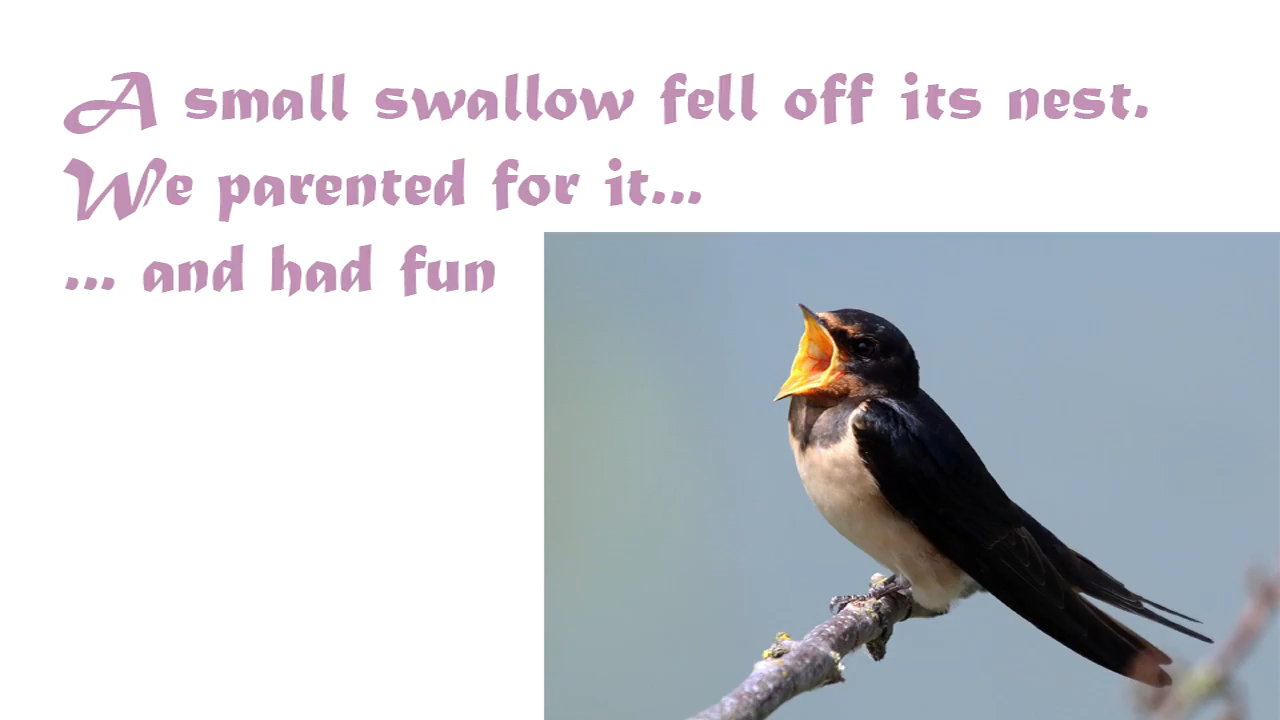 A small swallow fell off its nest.
We parented for it...
... and had fun